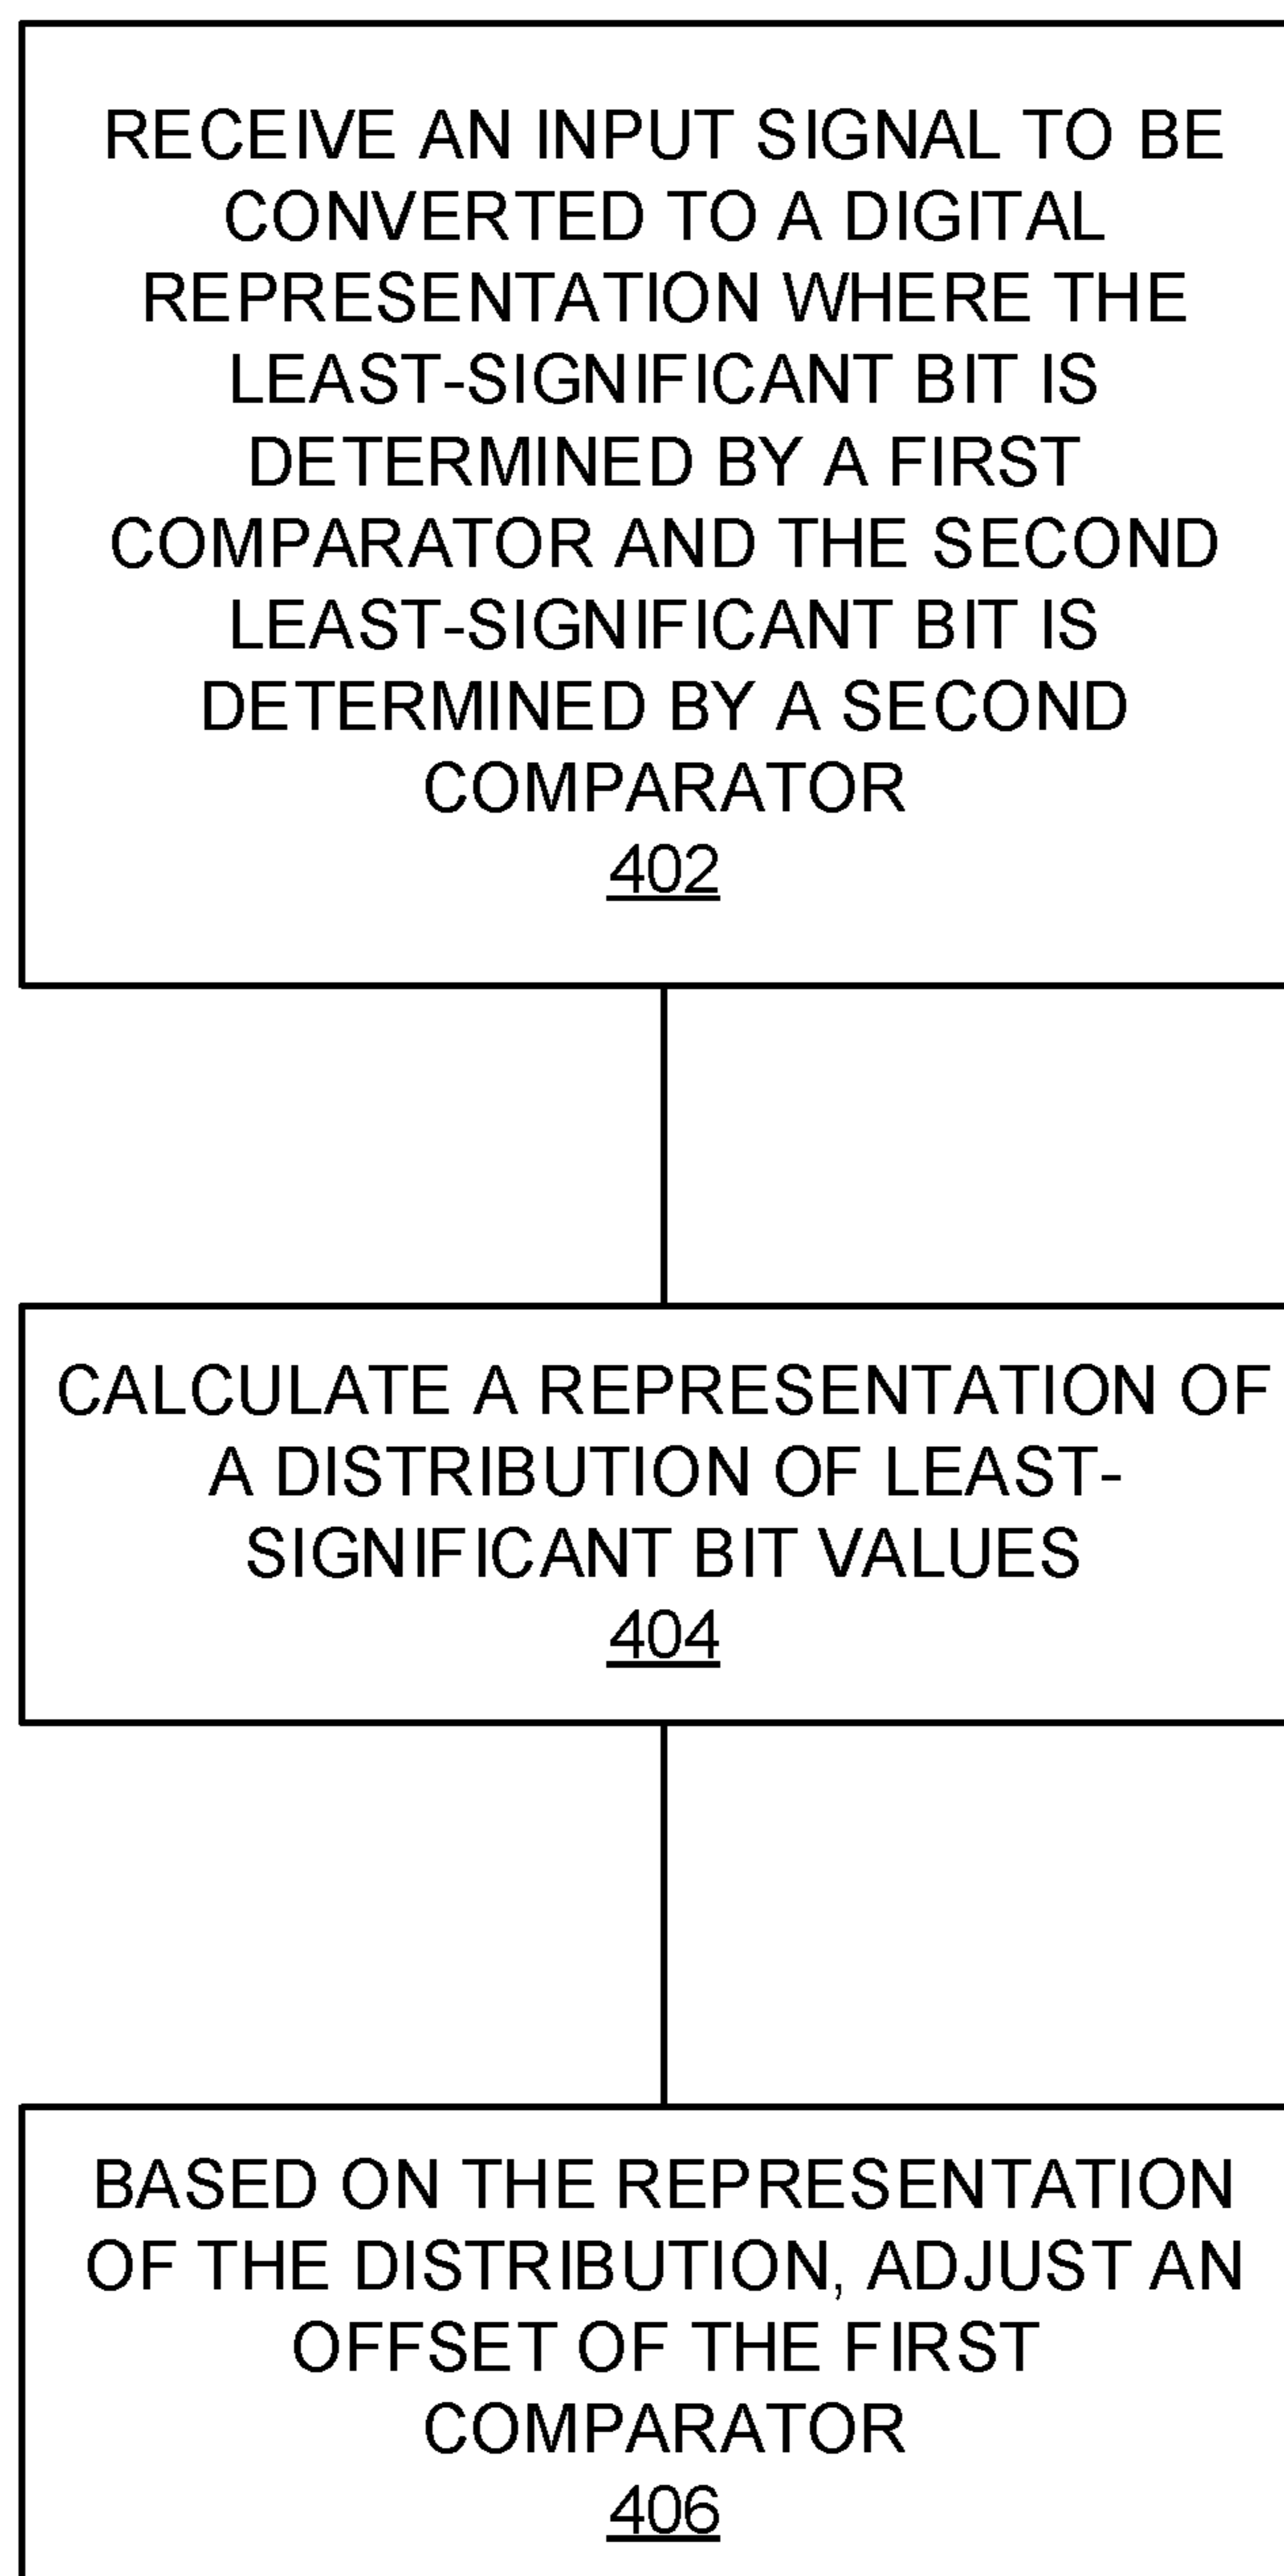 RECEIVE AN INPUT SIGNAL TO BE
CONVERTED TO A DIGITAL
REPRESENTATION WHERE THE
LEAST-SIGNIFICANT BIT IS
DETERMINED BY A FIRST
COMPARATOR AND THE SECOND
LEAST-SIGNIFICANT BIT IS
DETERMINED BY A SECOND
COMPARATOR
402
CALCULATE A REPRESENTATION OF
A DISTRIBUTION OF LEAST-
SIGNIFICANT BIT VALUES
404
BASED ON THE REPRESENTATION
OF THE DISTRIBUTION, ADJUST AN
OFFSET OF THE FIRST
COMPARATOR
406